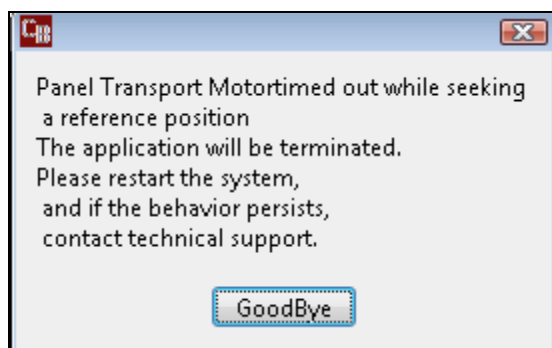 Panel Transport Motortimed out while seeking
a reference position
The application will be terminated.
Please restart the system,
and if the behavior persists,
contact technical support.
GoodBye